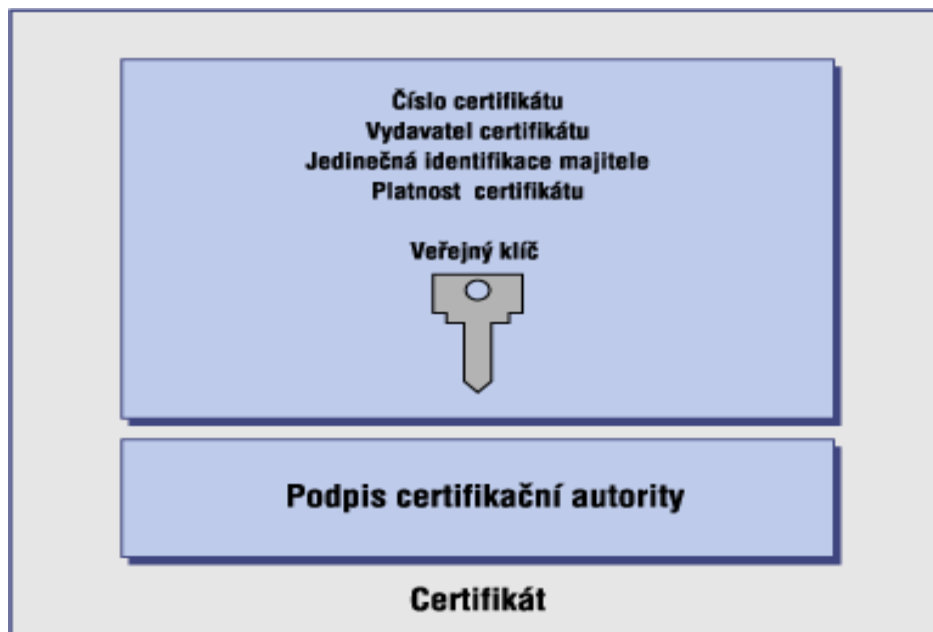 Číslo certifikátu
Vydavatel certifikátu
Jedinečná identifikace majitele
Platnost certifikátu
Veřejný klíč
Podpis certifikační autority
Certifikát